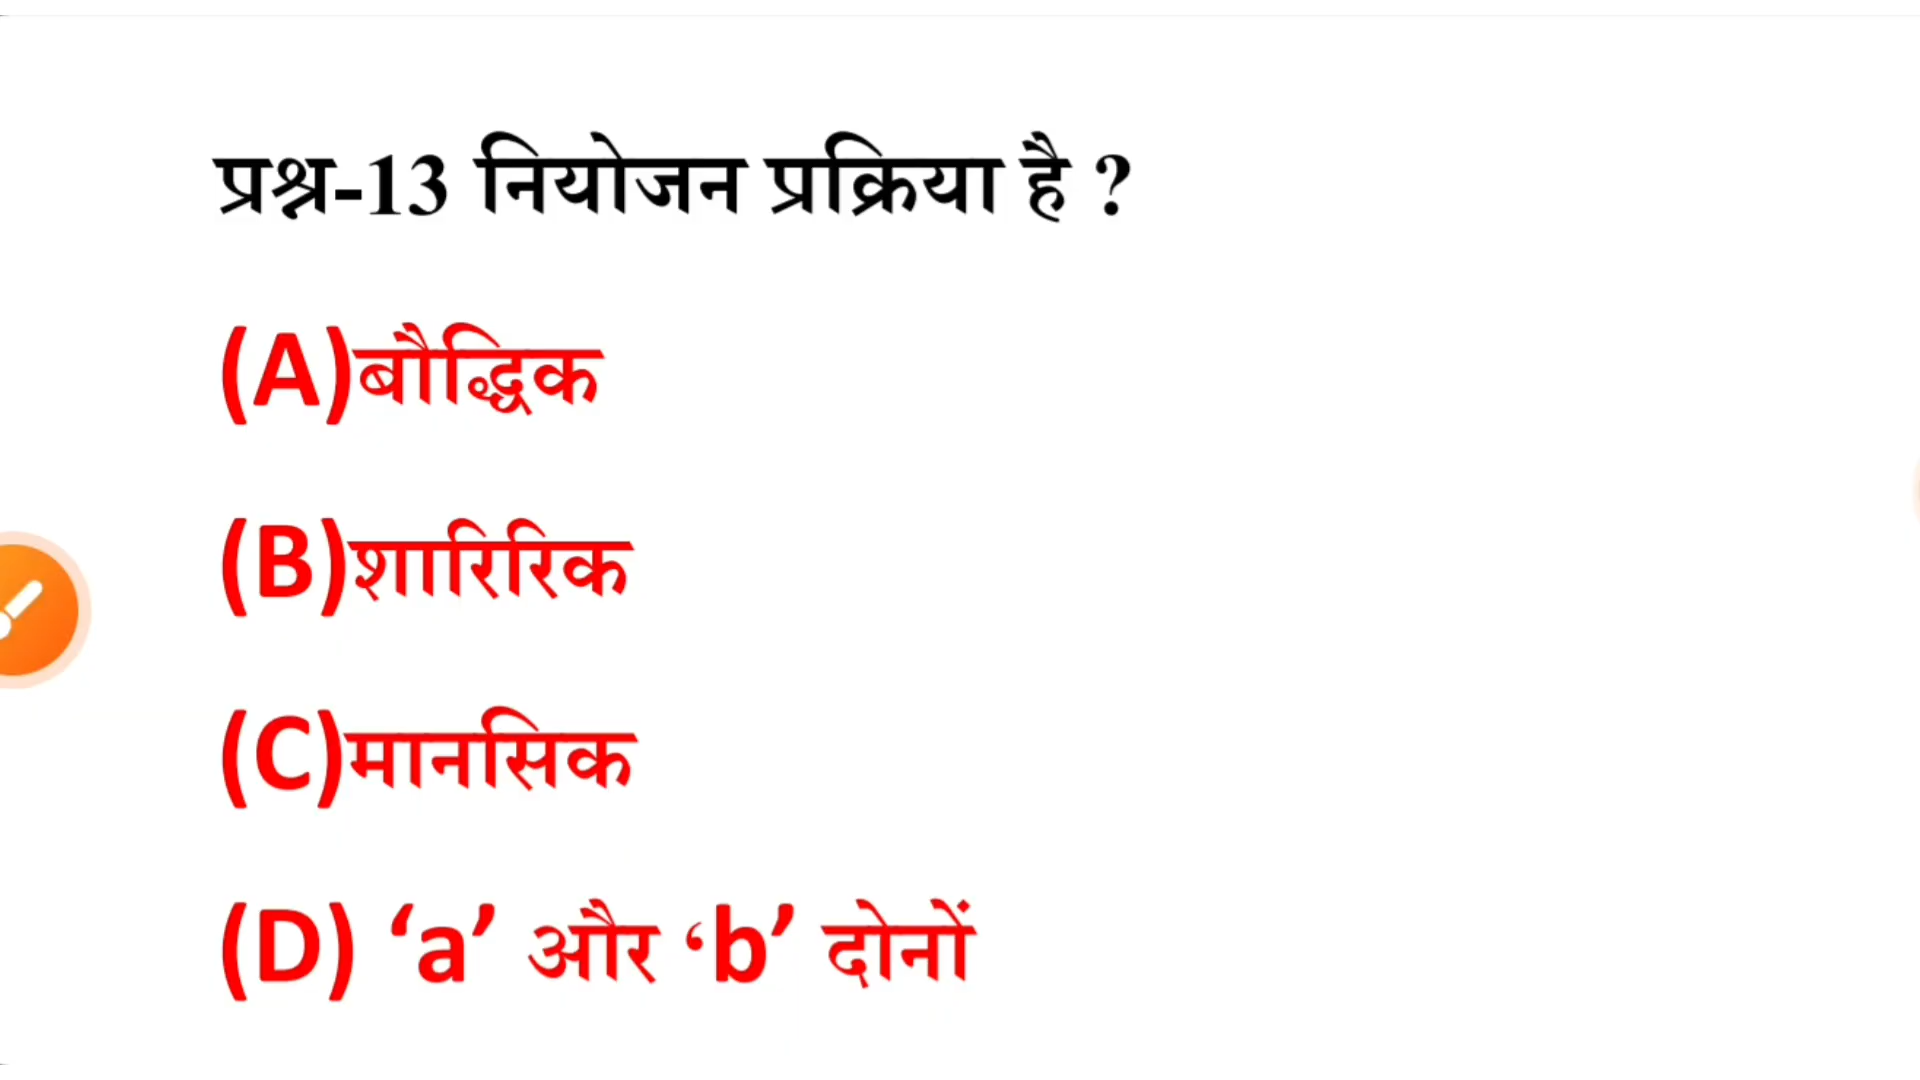 प्रश्न-13 नियोजन प्रक्रिया है ?
(A)बौद्धिक
(B)शारिरिक
(C)मानसिक
(D) ‘a’ और ‘b’ दोनों